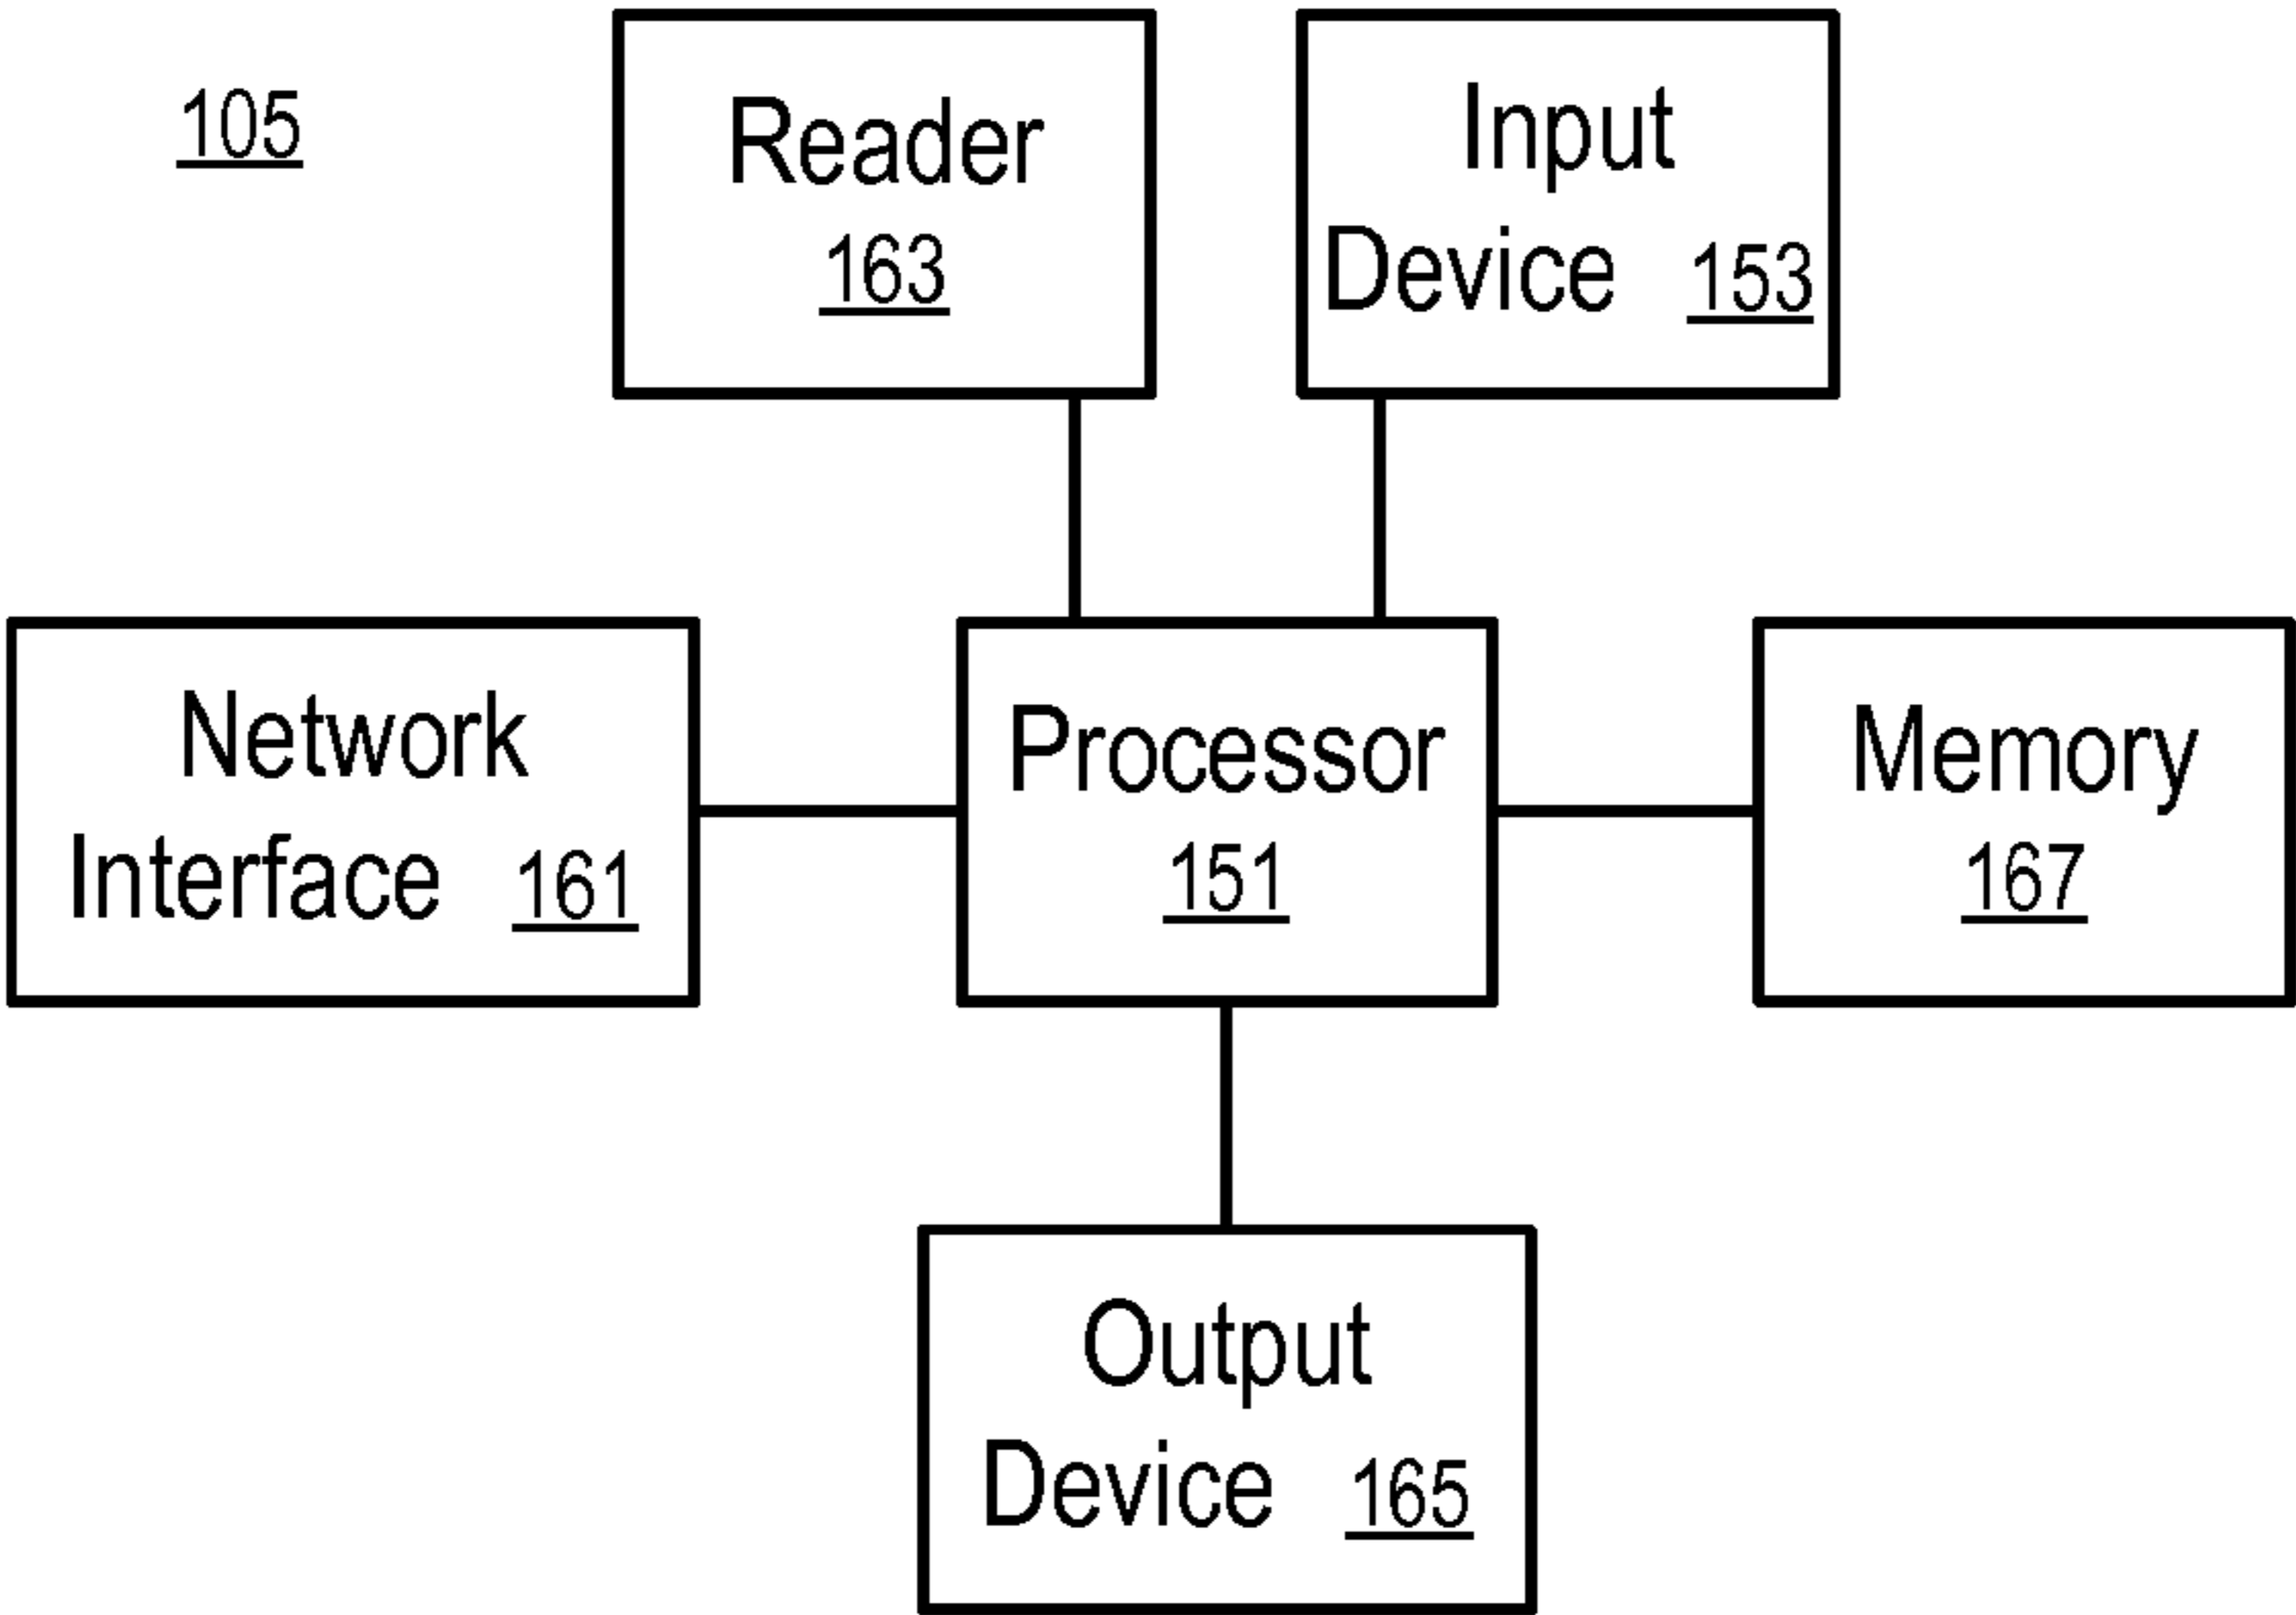 105
Reader
163
Input
Device 153
Network
Interface 161
Processor
151
Memory
167
Output
Device 165